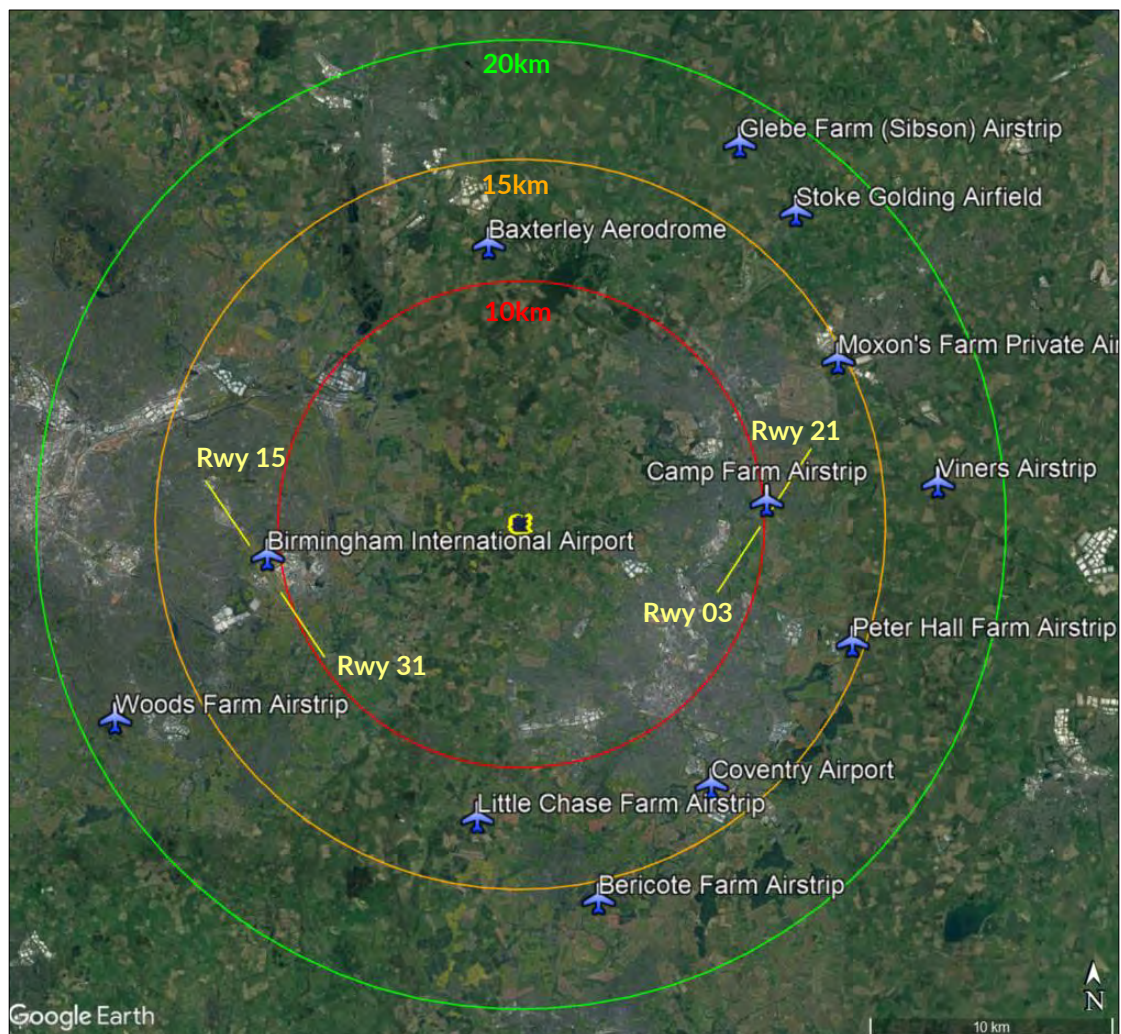 20km
Glebe Farm (Sibson) Airstrip
15km
Stoke Golding Airfield
Baxterley Aerodrome
10km
Moxon's Farm Private Air
Rwy 21
Rwy 15
Camp Farm Airstrip
Viners Airstrip
Birmingham International Airport
Rwy 03
Peter Hall Farm Airstrip
Rwy 31
Woods Farm Airstrip
Coventry Airport
Little Chase Farm Airstrip
Bericote Farm Airstrip
N
Google Earth
10 km